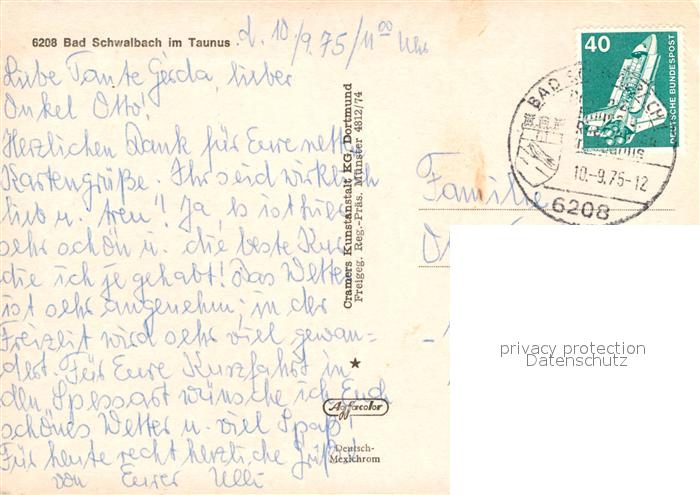 6208 Bad Schwalbach im Taunus d. 10/9.75/11⁰⁰ Uhr
Liebe Tante Gerda, lieber
Onkel Otto!
Herzlichen Dank für Eure netten
Kartengrüße. Ihr seid wirklich
lieb u. treu! Ja, es ist hier
sehr schön u. die beste Kur
die ich je gehabt! Das Wetter
ist sehr angenehm; in der
Freizeit wird sehr viel gewan-
dert. Für Eure Kurzfahrt in
den Spessart wünsche ich Euch
schönes Wetter u. viel Spaß!
Für heute recht herzliche Grüße
von Eurer Ulli
Cramers Kunstanstalt KG, Dortmund
Freigeg. Reg.-Präs. Münster 4812/74
Agfacolor
Deutsch-
Mexichrom
40
DEUTSCHE BUNDESPOST
BAD SCH
10.-9.75-12
6208
Familie
privacy protection
Datenschutz